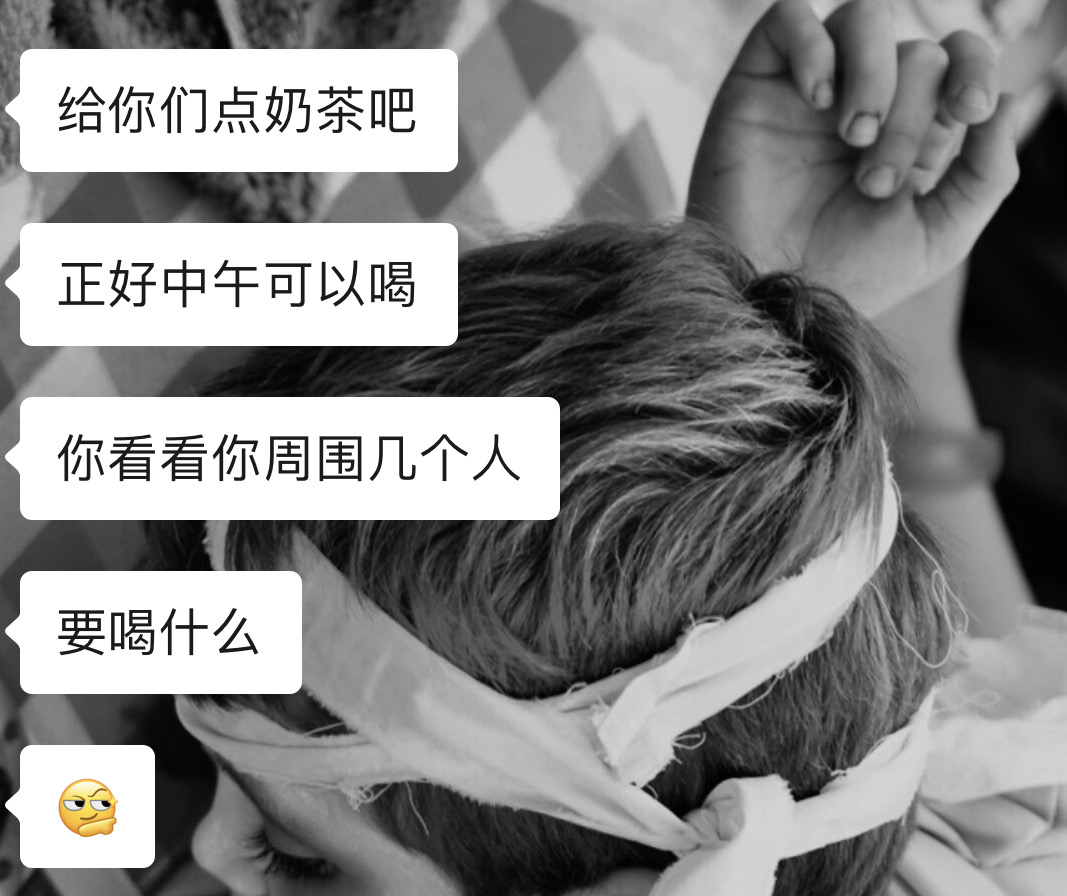 给你们点奶茶吧
正好中午可以喝
你看看你周围几个人
要喝什么